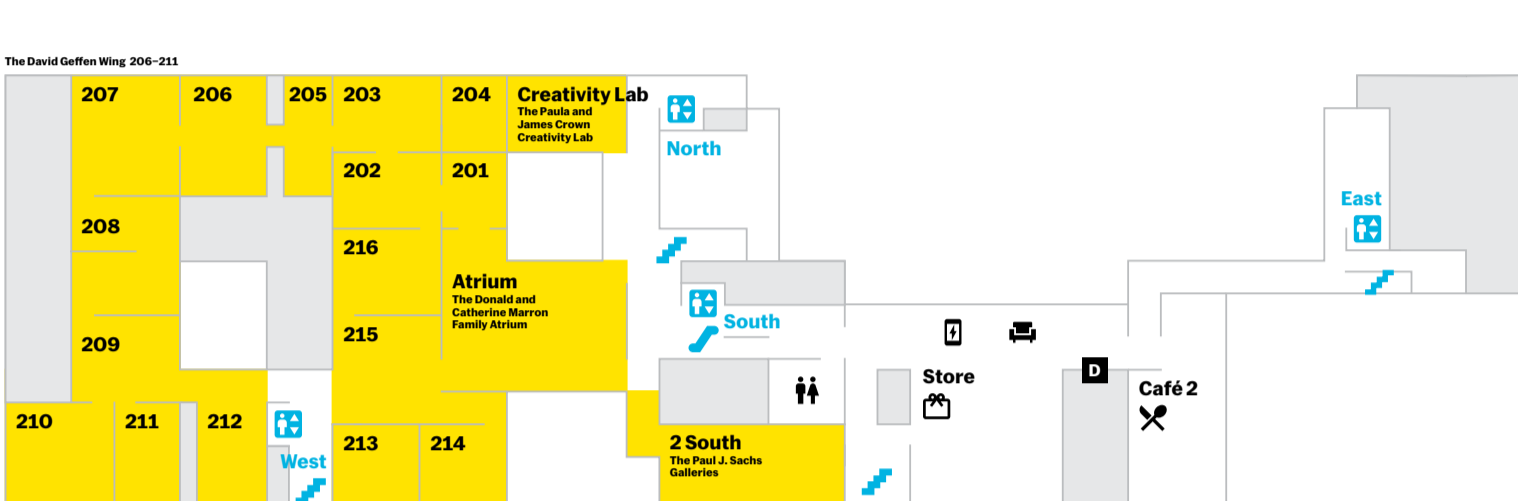 The David Geffen Wing 206–211
207
206
205
203
204
Creativity Lab
The Paula and
James Crown
Creativity Lab
North
202
201
East
208
216
Atrium
The Donald and
Catherine Marron
Family Atrium
South
215
209
Store
D
Café 2
210
211
212
West
213
214
2 South
The Paul J. Sachs
Galleries